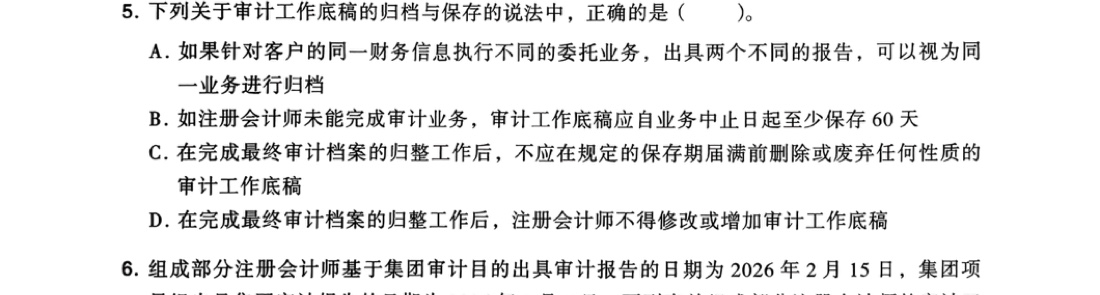 5. 下列关于审计工作底稿的归档与保存的说法中，正确的是（　　）。
A. 如果针对客户的同一财务信息执行不同的委托业务，出具两个不同的报告，可以视为同
一业务进行归档
B. 如注册会计师未能完成审计业务，审计工作底稿应自业务中止日起至少保存 60 天
C. 在完成最终审计档案的归整工作后，不应在规定的保存期届满前删除或废弃任何性质的
审计工作底稿
D. 在完成最终审计档案的归整工作后，注册会计师不得修改或增加审计工作底稿
6. 组成部分注册会计师基于集团审计目的出具审计报告的日期为 2026 年 2 月 15 日，集团项